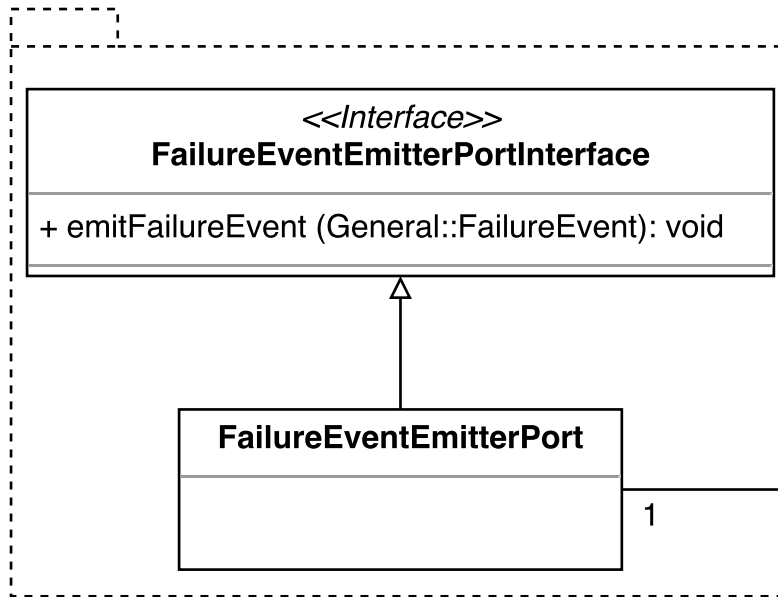 <<Interface>>
FailureEventEmitterPortInterface
+ emitFailureEvent (General::FailureEvent): void
FailureEventEmitterPort
1